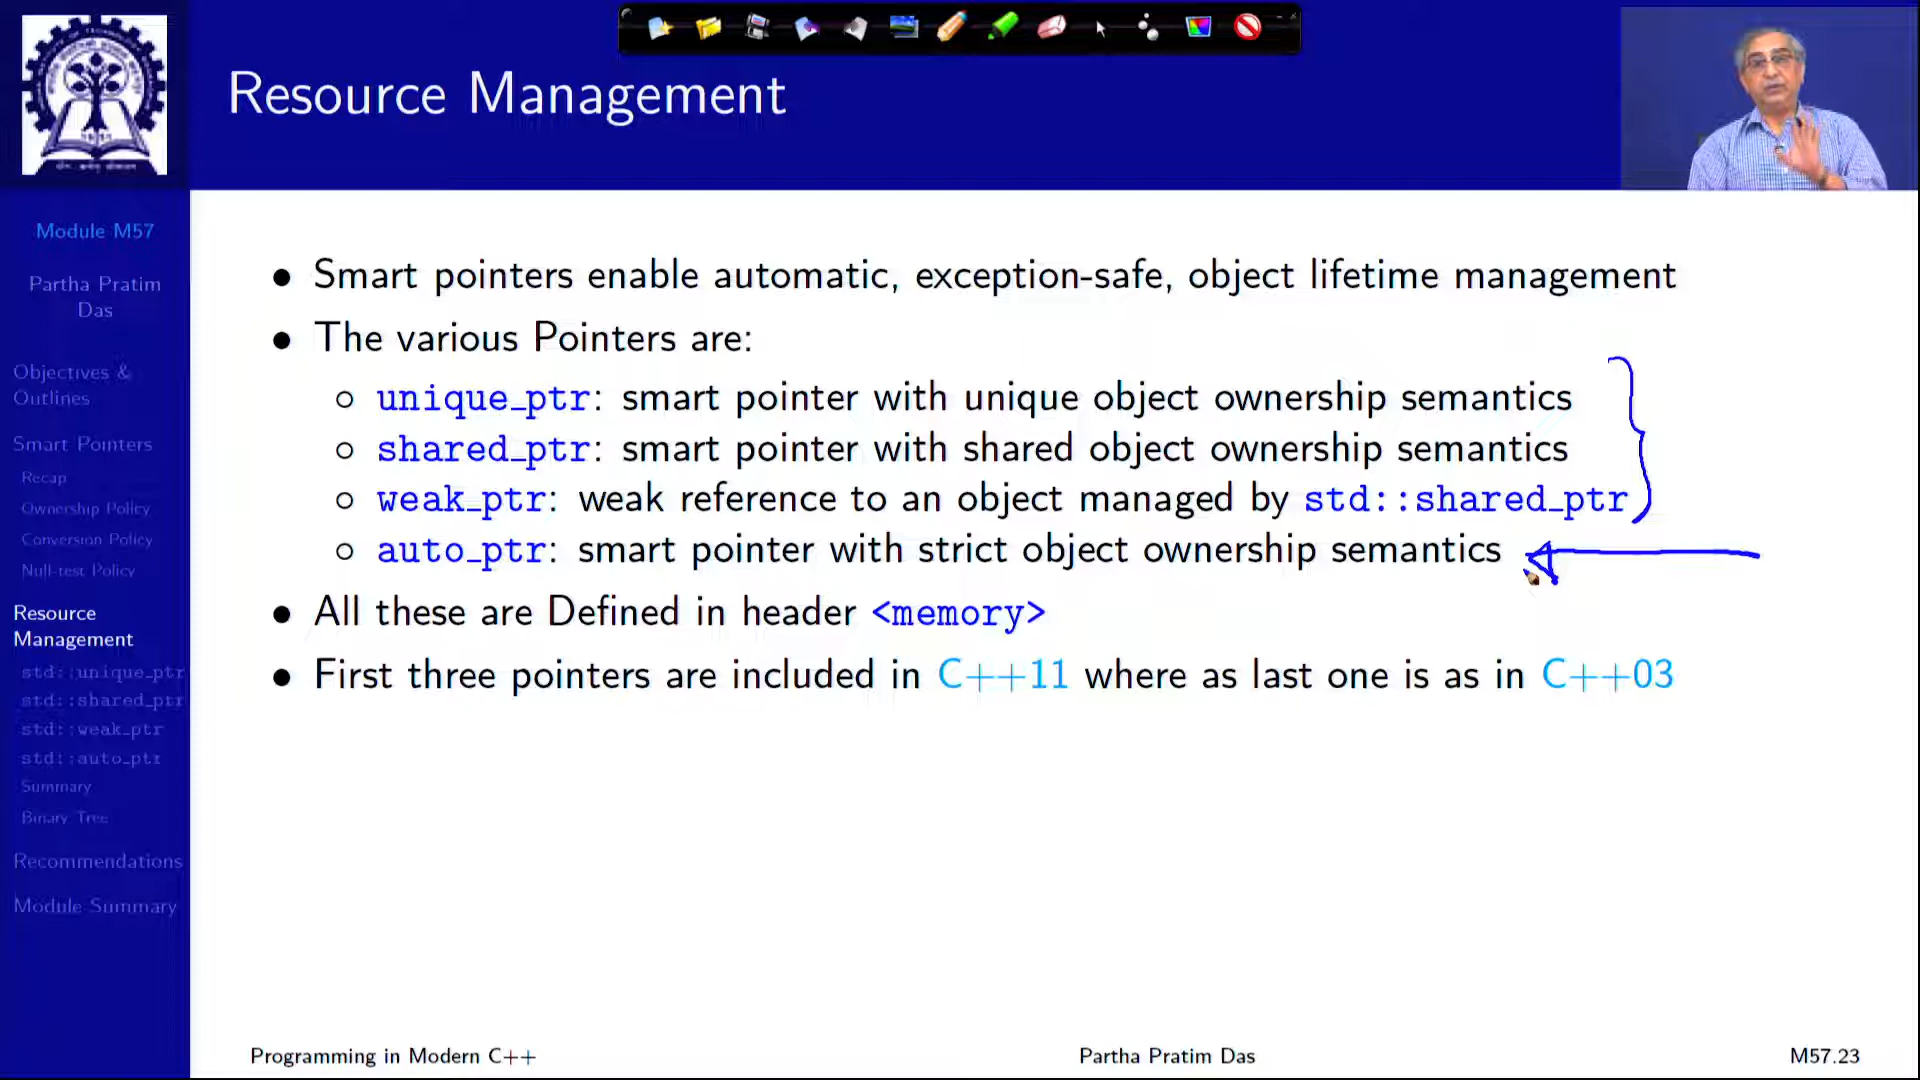 Resource Management
Module M57
Partha Pratim
Das
Objectives &
Outlines
Smart Pointers
Recap
Ownership Policy
Conversion Policy
Null-test Policy
Resource
Management
std::unique_ptr
std::shared_ptr
std::weak_ptr
std::auto_ptr
Summary
Binary Tree
Recommendations
Module Summary
• Smart pointers enable automatic, exception-safe, object lifetime management
• The various Pointers are:
○ unique_ptr: smart pointer with unique object ownership semantics
○ shared_ptr: smart pointer with shared object ownership semantics
○ weak_ptr: weak reference to an object managed by std::shared_ptr
○ auto_ptr: smart pointer with strict object ownership semantics
• All these are Defined in header <memory>
• First three pointers are included in C++11 where as last one is as in C++03
Programming in Modern C++
Partha Pratim Das
M57.23